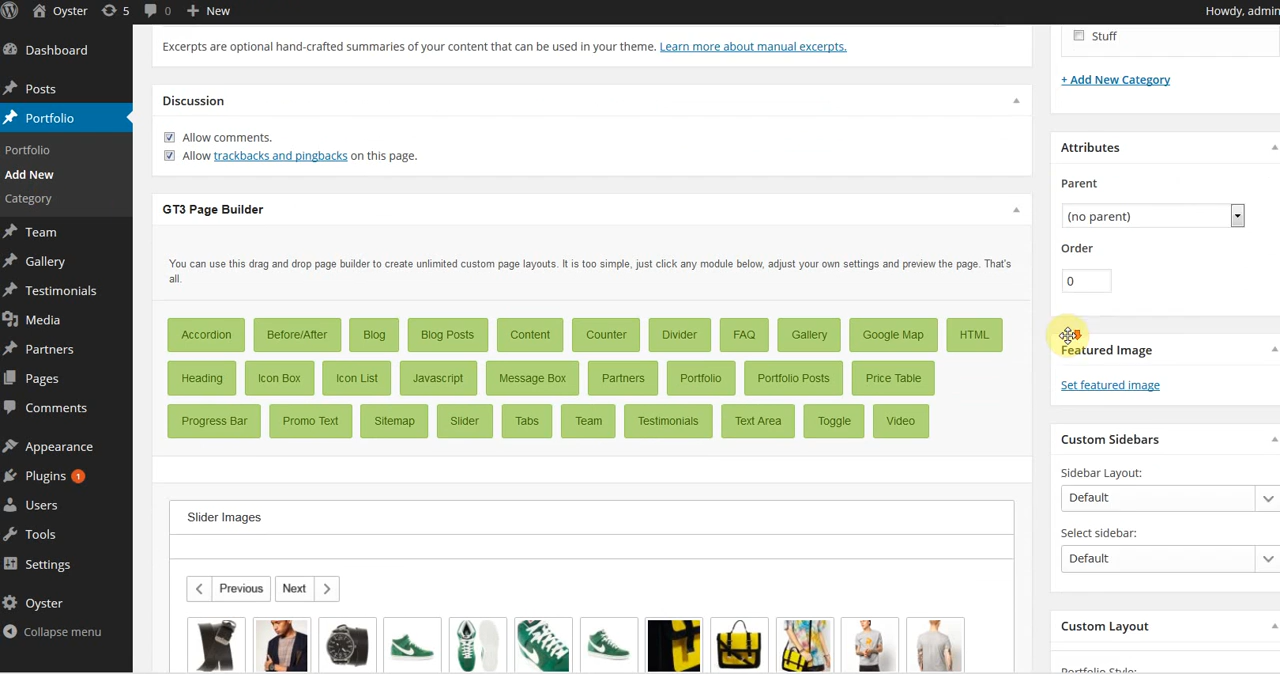 Oyster 5 0 New Howdy, admin
Dashboard
Posts
Portfolio
Portfolio
Add New
Category
Team
Gallery
Testimonials
Media
Partners
Pages
Comments
Appearance
Plugins 1
Users
Tools
Settings
Oyster
Collapse menu
Excerpts are optional hand-crafted summaries of your content that can be used in your theme. Learn more about manual excerpts.
Discussion
Allow comments.
Allow trackbacks and pingbacks on this page.
GT3 Page Builder
You can use this drag and drop page builder to create unlimited custom page layouts. It is too simple, just click any module below, adjust your own settings and preview the page. That's
all.
Accordion Before/After Blog Blog Posts Content Counter Divider FAQ Gallery Google Map HTML
Heading Icon Box Icon List Javascript Message Box Partners Portfolio Portfolio Posts Price Table
Progress Bar Promo Text Sitemap Slider Tabs Team Testimonials Text Area Toggle Video
Slider Images
Previous Next
Stuff
+ Add New Category
Attributes
Parent
(no parent)
Order
0
Featured Image
Set featured image
Custom Sidebars
Sidebar Layout:
Default
Select sidebar:
Default
Custom Layout
Portfolio Style: